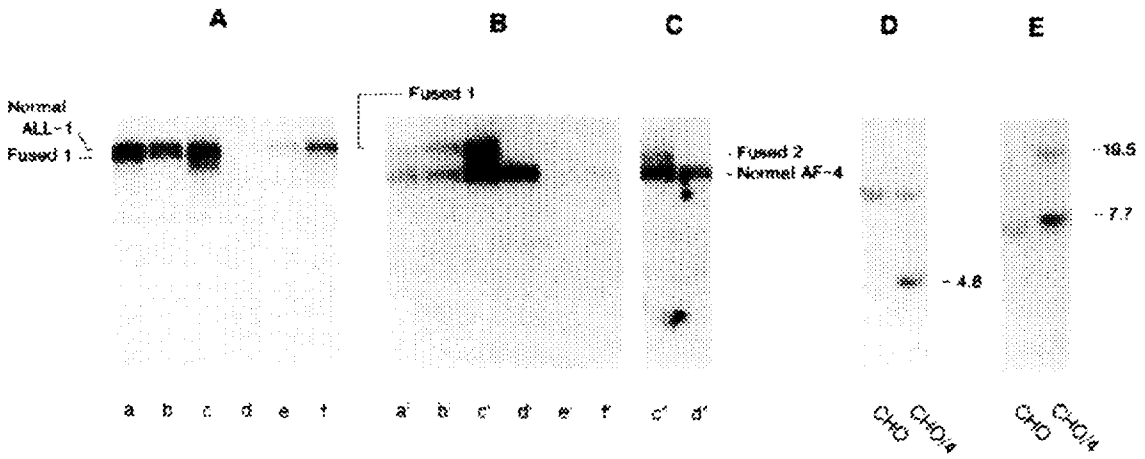 A B C D E
Normal ALL-1
Fused 1
Fused 1
Fused 2
Normal AF-4
4.8
19.5
7.7
a b c d e f
a' b' c' d' e' f'
c' d'
CHO CHO/4
CHO CHO/4